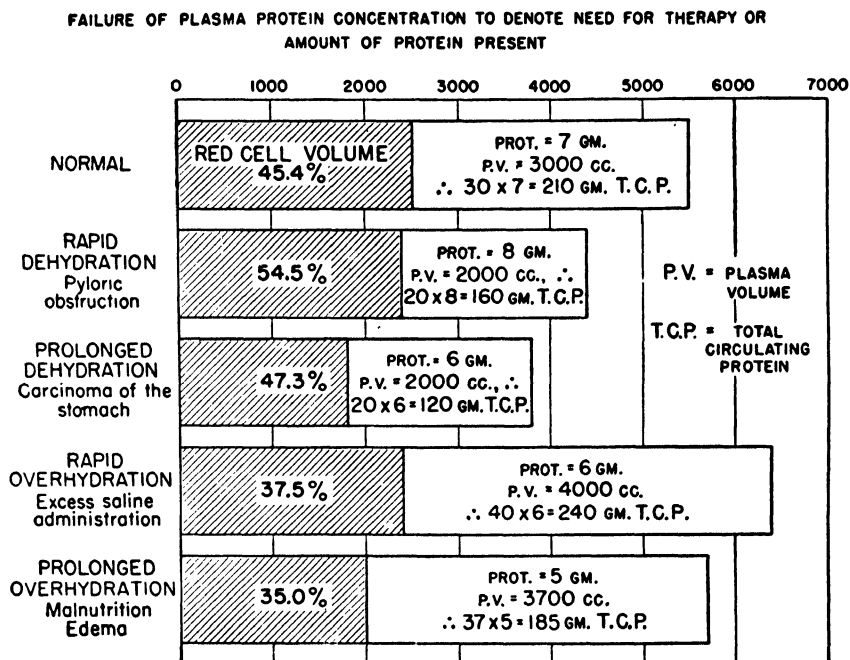 FAILURE OF PLASMA PROTEIN CONCENTRATION TO DENOTE NEED FOR THERAPY OR
AMOUNT OF PROTEIN PRESENT
0 1000 2000 3000 4000 5000 6000 7000
NORMAL
RED CELL VOLUME
45.4%
PROT. = 7 GM.
P.V. = 3000 CC.
∴ 30 x 7 = 210 GM. T.C.P.
RAPID
DEHYDRATION
Pyloric
obstruction
54.5%
PROT. = 8 GM.
P.V. = 2000 CC., ∴
20 x 8 = 160 GM. T.C.P.
P.V. = PLASMA
VOLUME
T.C.P. = TOTAL
CIRCULATING
PROTEIN
PROLONGED
DEHYDRATION
Carcinoma of the
stomach
47.3%
PROT. = 6 GM.
P.V. = 2000 CC., ∴
20 x 6 = 120 GM. T.C.P.
RAPID
OVERHYDRATION
Excess saline
administration
37.5%
PROT. = 6 GM.
P.V. = 4000 CC.
∴ 40 x 6 = 240 GM. T.C.P.
PROLONGED
OVERHYDRATION
Malnutrition
Edema
35.0%
PROT. = 5 GM.
P.V. = 3700 CC.
∴ 37 x 5 = 185 GM. T.C.P.